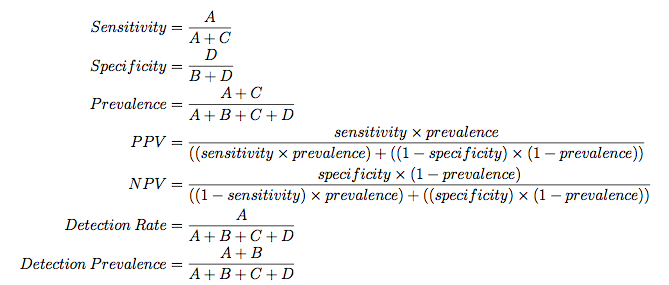 Sensitivity = A / (A + C)
Specificity = D / (B + D)
Prevalence = (A + C) / (A + B + C + D)
PPV = (sensitivity × prevalence) / (((sensitivity × prevalence) + ((1 − specificity) × (1 − prevalence)))
NPV = (specificity × (1 − prevalence)) / (((1 − sensitivity) × prevalence) + ((specificity) × (1 − prevalence)))
Detection Rate = A / (A + B + C + D)
Detection Prevalence = (A + B) / (A + B + C + D)